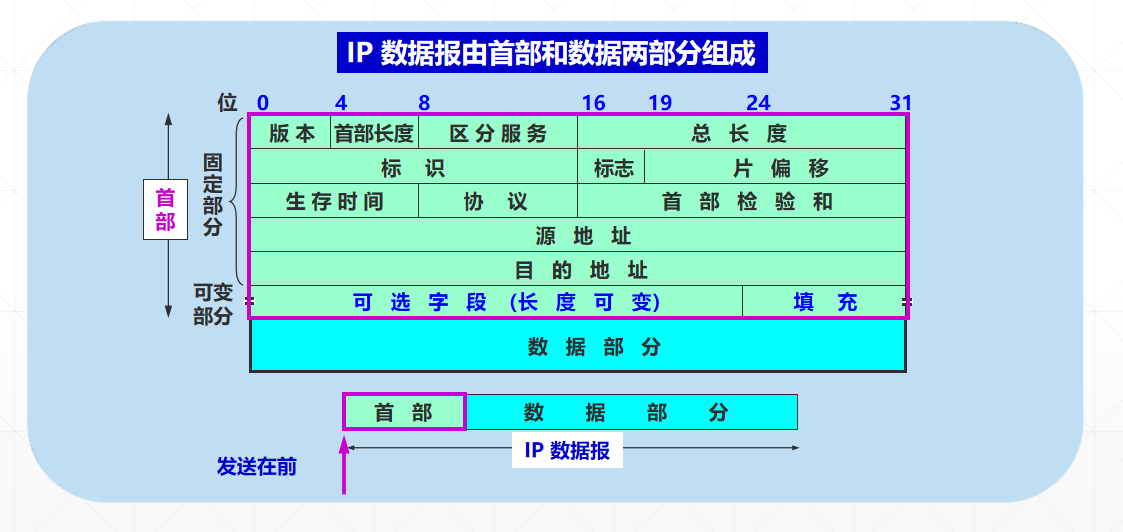 IP 数据报由首部和数据两部分组成
位 0 4 8 16 19 24 31
版 本 首部长度 区 分 服 务 总 长 度
标 识 标志 片 偏 移
生 存 时 间 协 议 首 部 检 验 和
源 地 址
目 的 地 址
可 选 字 段 (长 度 可 变) 填 充
数 据 部 分
固定部分
首部
可变部分
首 部 数 据 部 分
IP 数据报
发送在前